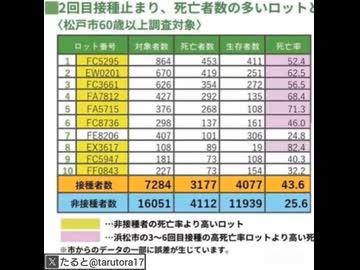 2回目接種止まり、死亡者数の多いロットと
〈松戸市60歳以上調査対象〉
ロット番号 対象者数 死亡者数 生存者数 死亡率
1 FC5295 864 453 411 52.4
2 EW0201 670 419 251 62.5
3 FC3661 626 354 272 56.5
4 FA7812 427 292 135 68.4
5 FA5715 376 268 108 71.3
6 FC8736 298 137 161 46.0
7 FE8206 407 101 306 24.8
8 EX3617 108 89 19 82.4
9 FC5947 181 73 108 40.3
10 FF0843 227 73 154 32.2
接種者数 7284 3177 4077 43.6
非接種者数 16051 4112 11939 25.6
…非接種者の死亡率より高いロット
…浜松市の3～6回目接種の高死亡率ロットより高い死
※市からのデータの一部に誤差が生じています。
X たると@tarutora17